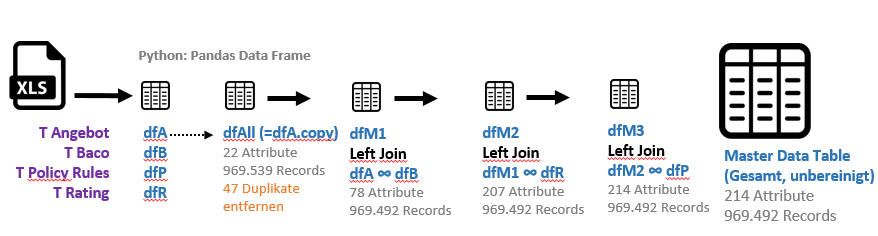 Python: Pandas Data Frame
XLS
T Angebot
T Baco
T Policy Rules
T Rating
dfA
dfB
dfP
dfR
dfAll (=dfA.copy)
22 Attribute
969.539 Records
47 Duplikate
entfernen
dfM1
Left Join
dfA ∞ dfB
78 Attribute
969.492 Records
dfM2
Left Join
dfM1 ∞ dfR
207 Attribute
969.492 Records
dfM3
Left Join
dfM2 ∞ dfP
214 Attribute
969.492 Records
Master Data Table
(Gesamt, unbereinigt)
214 Attribute
969.492 Records